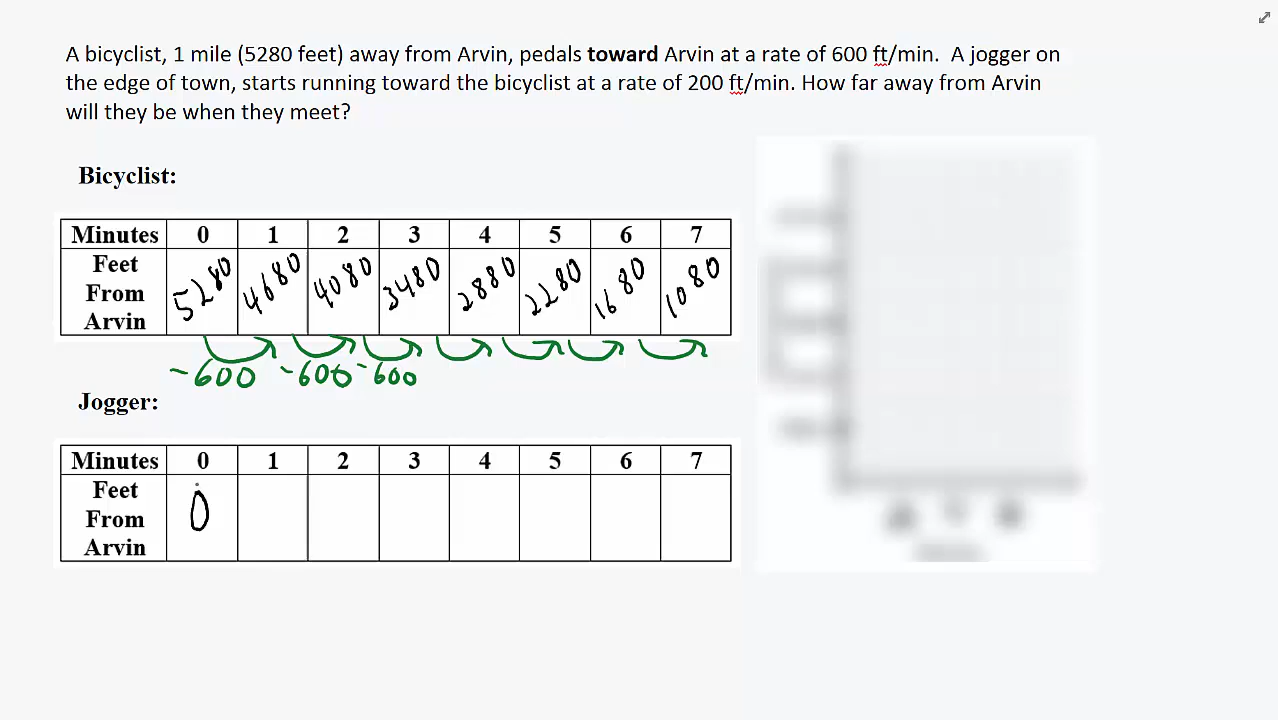 A bicyclist, 1 mile (5280 feet) away from Arvin, pedals toward Arvin at a rate of 600 ft/min. A jogger on
the edge of town, starts running toward the bicyclist at a rate of 200 ft/min. How far away from Arvin
will they be when they meet?
Bicyclist:
Minutes 0 1 2 3 4 5 6 7
Feet From Arvin 5280 4680 4080 3480 2880 2280 1680 1080
-600 -600 -600
Jogger:
Minutes 0 1 2 3 4 5 6 7
Feet From Arvin 0